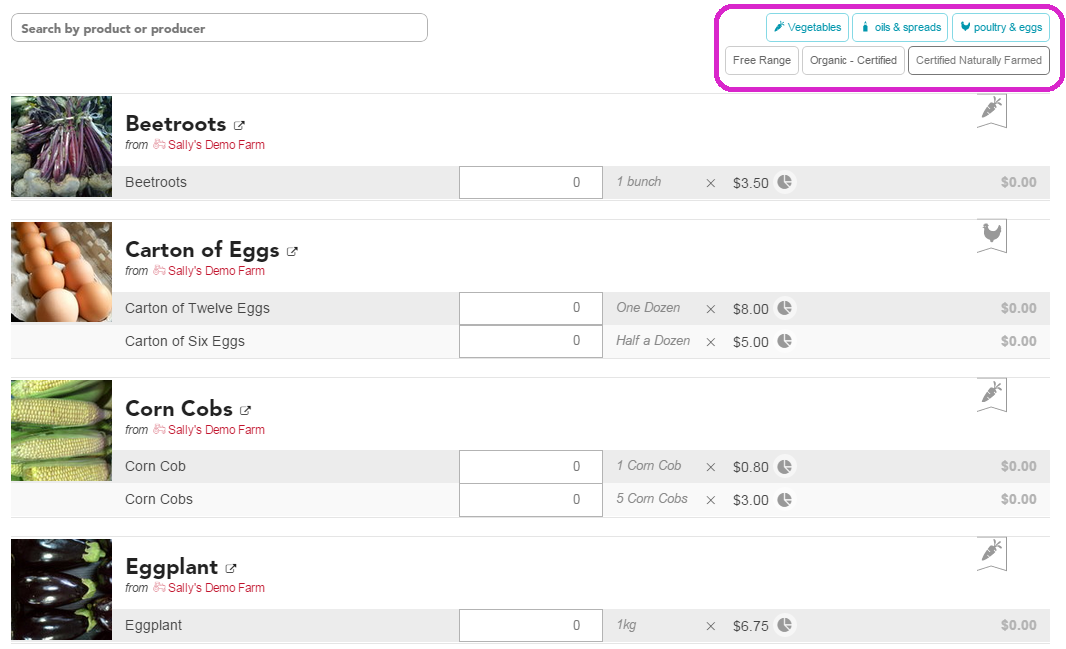 Search by product or producer
Vegetables oils & spreads poultry & eggs
Free Range Organic - Certified Certified Naturally Farmed
Beetroots
from Sally's Demo Farm
Beetroots 0 1 bunch × $3.50 $0.00
Carton of Eggs
from Sally's Demo Farm
Carton of Twelve Eggs 0 One Dozen × $8.00 $0.00
Carton of Six Eggs 0 Half a Dozen × $5.00 $0.00
Corn Cobs
from Sally's Demo Farm
Corn Cob 0 1 Corn Cob × $0.80 $0.00
Corn Cobs 0 5 Corn Cobs × $3.00 $0.00
Eggplant
from Sally's Demo Farm
Eggplant 0 1kg × $6.75 $0.00